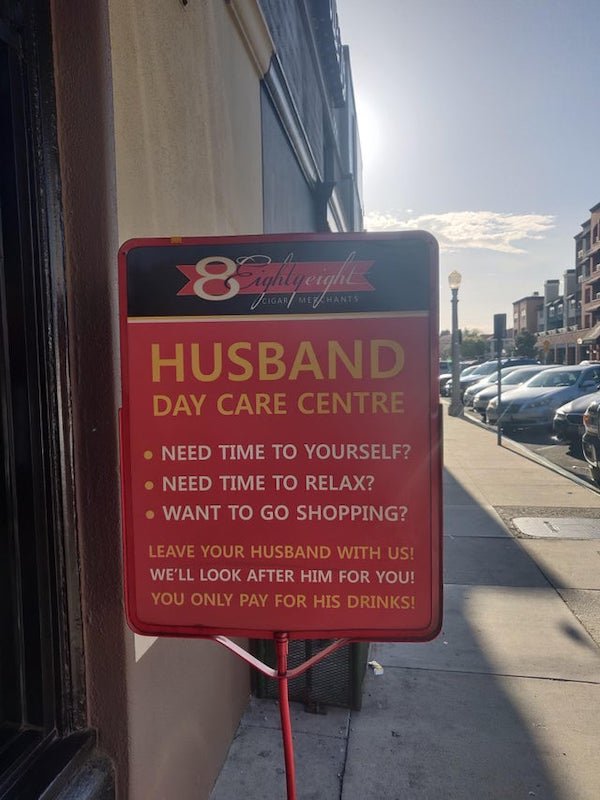 8 Eightyeight
CIGAR MERCHANTS
HUSBAND
DAY CARE CENTRE
• NEED TIME TO YOURSELF?
• NEED TIME TO RELAX?
• WANT TO GO SHOPPING?
LEAVE YOUR HUSBAND WITH US!
WE'LL LOOK AFTER HIM FOR YOU!
YOU ONLY PAY FOR HIS DRINKS!